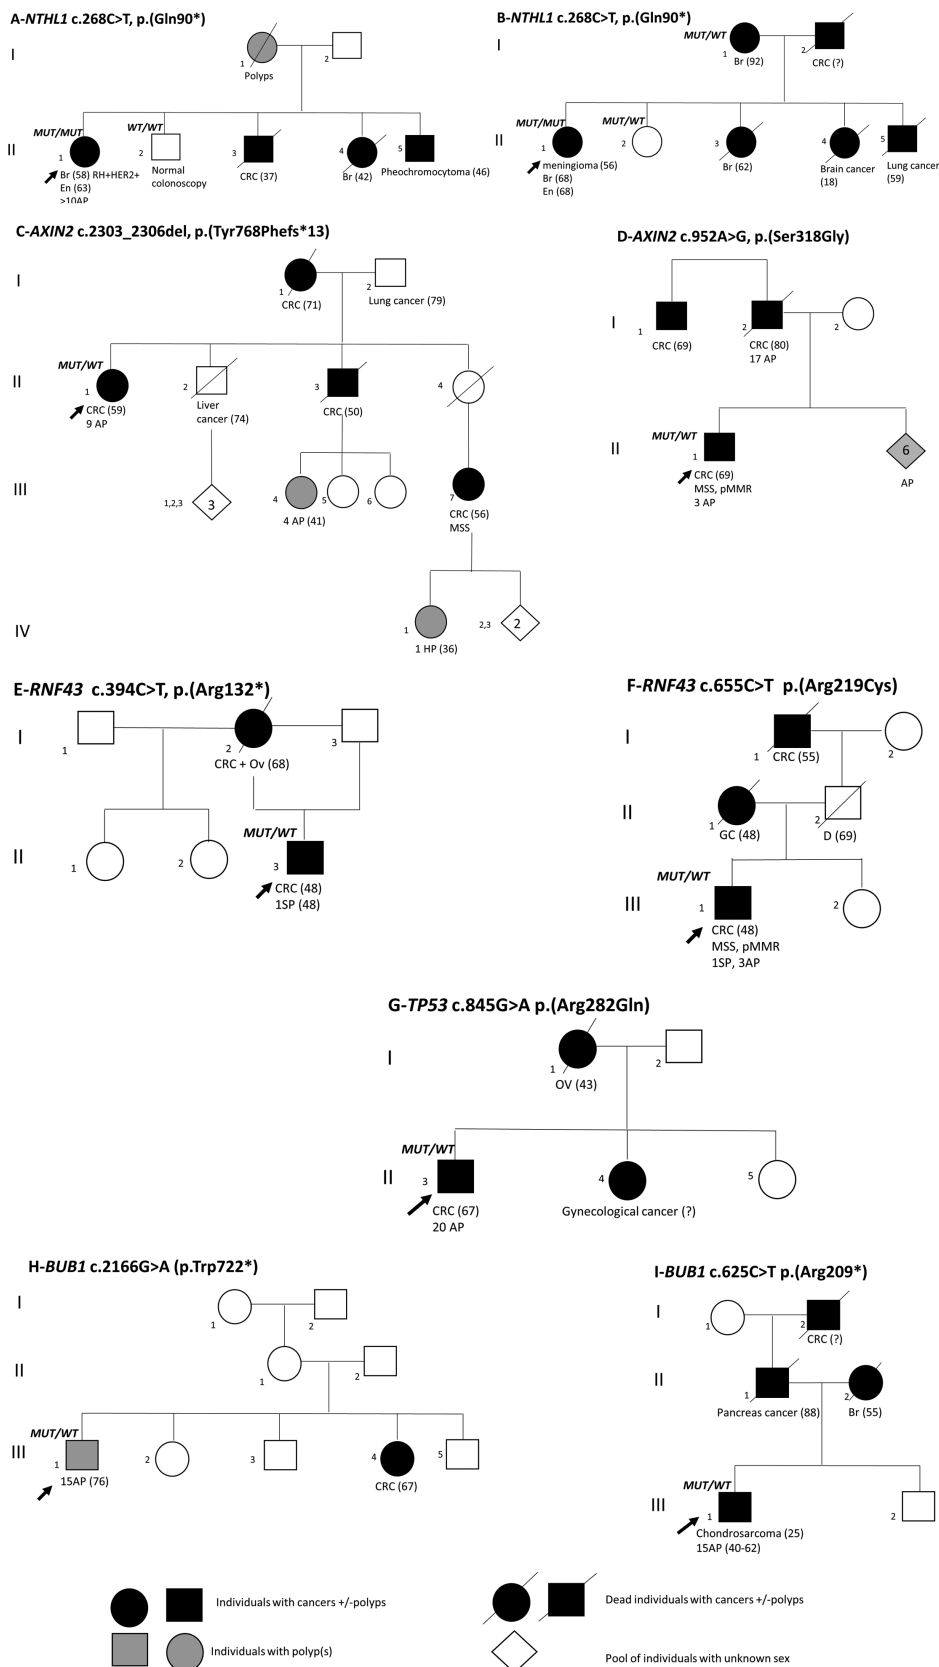 A-NTHL1 c.268C>T, p.(Gln90*)
I
1
Polyps
2
II
MUT/MUT
1
Br (58) RH+HER2+
En (63)
>10AP
WT/WT
2
Normal
colonoscopy
3
CRC (37)
4
Br (42)
5
Pheochromocytoma (46)
B-NTHL1 c.268C>T, p.(Gln90*)
I
MUT/WT
1
Br (92)
2
CRC (?)
II
MUT/MUT
1
meningioma (56)
Br (68)
En (68)
MUT/WT
2
3
Br (62)
4
Brain cancer
(18)
5
Lung cancer
(59)
C-AXIN2 c.2303_2306del, p.(Tyr768Phefs*13)
I
1
CRC (71)
2
Lung cancer (79)
II
MUT/WT
1
CRC (59)
9 AP
2
Liver
cancer (74)
3
CRC (50)
4
III
1,2,3
3
4
4 AP (41)
5
6
7
CRC (56)
MSS
IV
1
1 HP (36)
2,3
2
D-AXIN2 c.952A>G, p.(Ser318Gly)
I
1
CRC (69)
2
CRC (80)
17 AP
2
II
MUT/WT
1
CRC (69)
MSS, pMMR
3 AP
6
AP
E-RNF43 c.394C>T, p.(Arg132*)
I
1
2
CRC + Ov (68)
3
II
1
2
MUT/WT
3
CRC (48)
1SP (48)
F-RNF43 c.655C>T p.(Arg219Cys)
I
1
CRC (55)
2
II
1
GC (48)
2
D (69)
III
MUT/WT
1
CRC (48)
MSS, pMMR
1SP, 3AP
2
G-TP53 c.845G>A p.(Arg282Gln)
I
1
OV (43)
2
II
MUT/WT
3
CRC (67)
20 AP
4
Gynecological cancer (?)
5
H-BUB1 c.2166G>A (p.Trp722*)
I
1
2
II
1
2
III
MUT/WT
1
15AP (76)
2
3
4
CRC (67)
5
I-BUB1 c.625C>T p.(Arg209*)
I
1
2
CRC (?)
II
1
Pancreas cancer (88)
2
Br (55)
III
MUT/WT
1
Chondrosarcoma (25)
15AP (40-62)
2
Individuals with cancers +/-polyps
Dead individuals with cancers +/-polyps
Individuals with polyp(s)
Pool of individuals with unknown sex